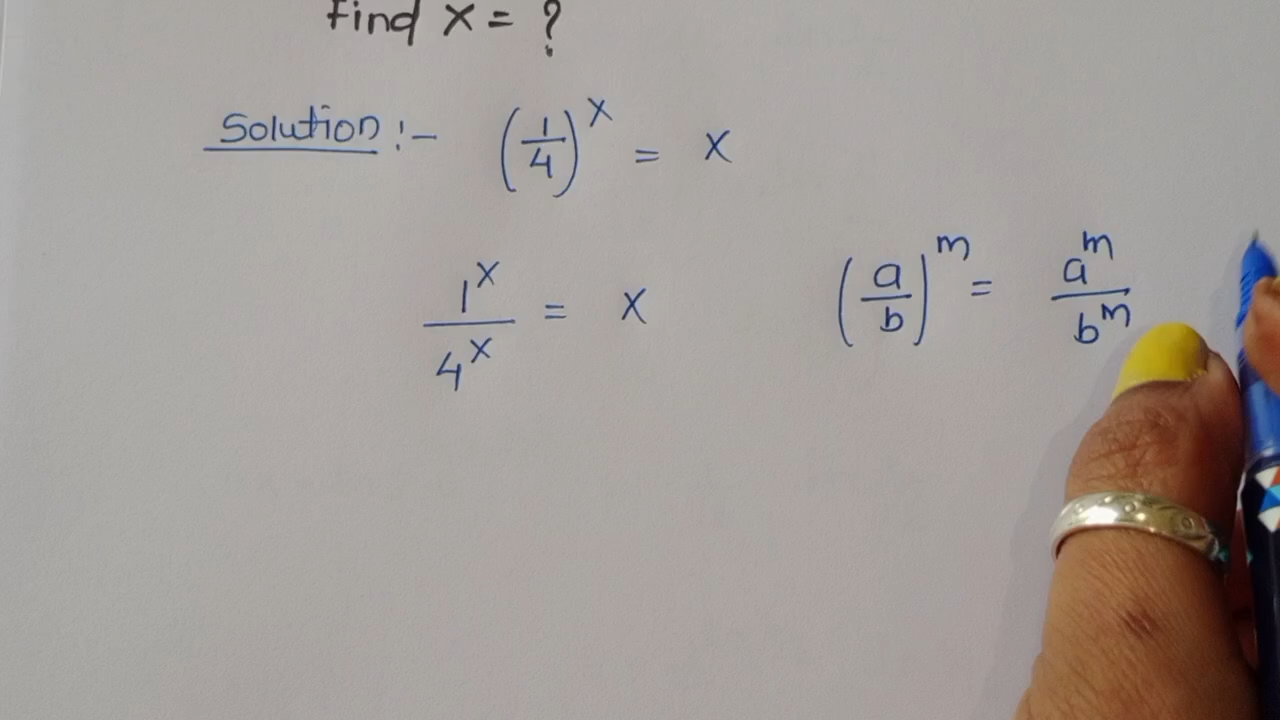 Find x = ?
Solution :- (1/4)^x = x
1^x/4^x = x (a/b)^m = a^m/b^m